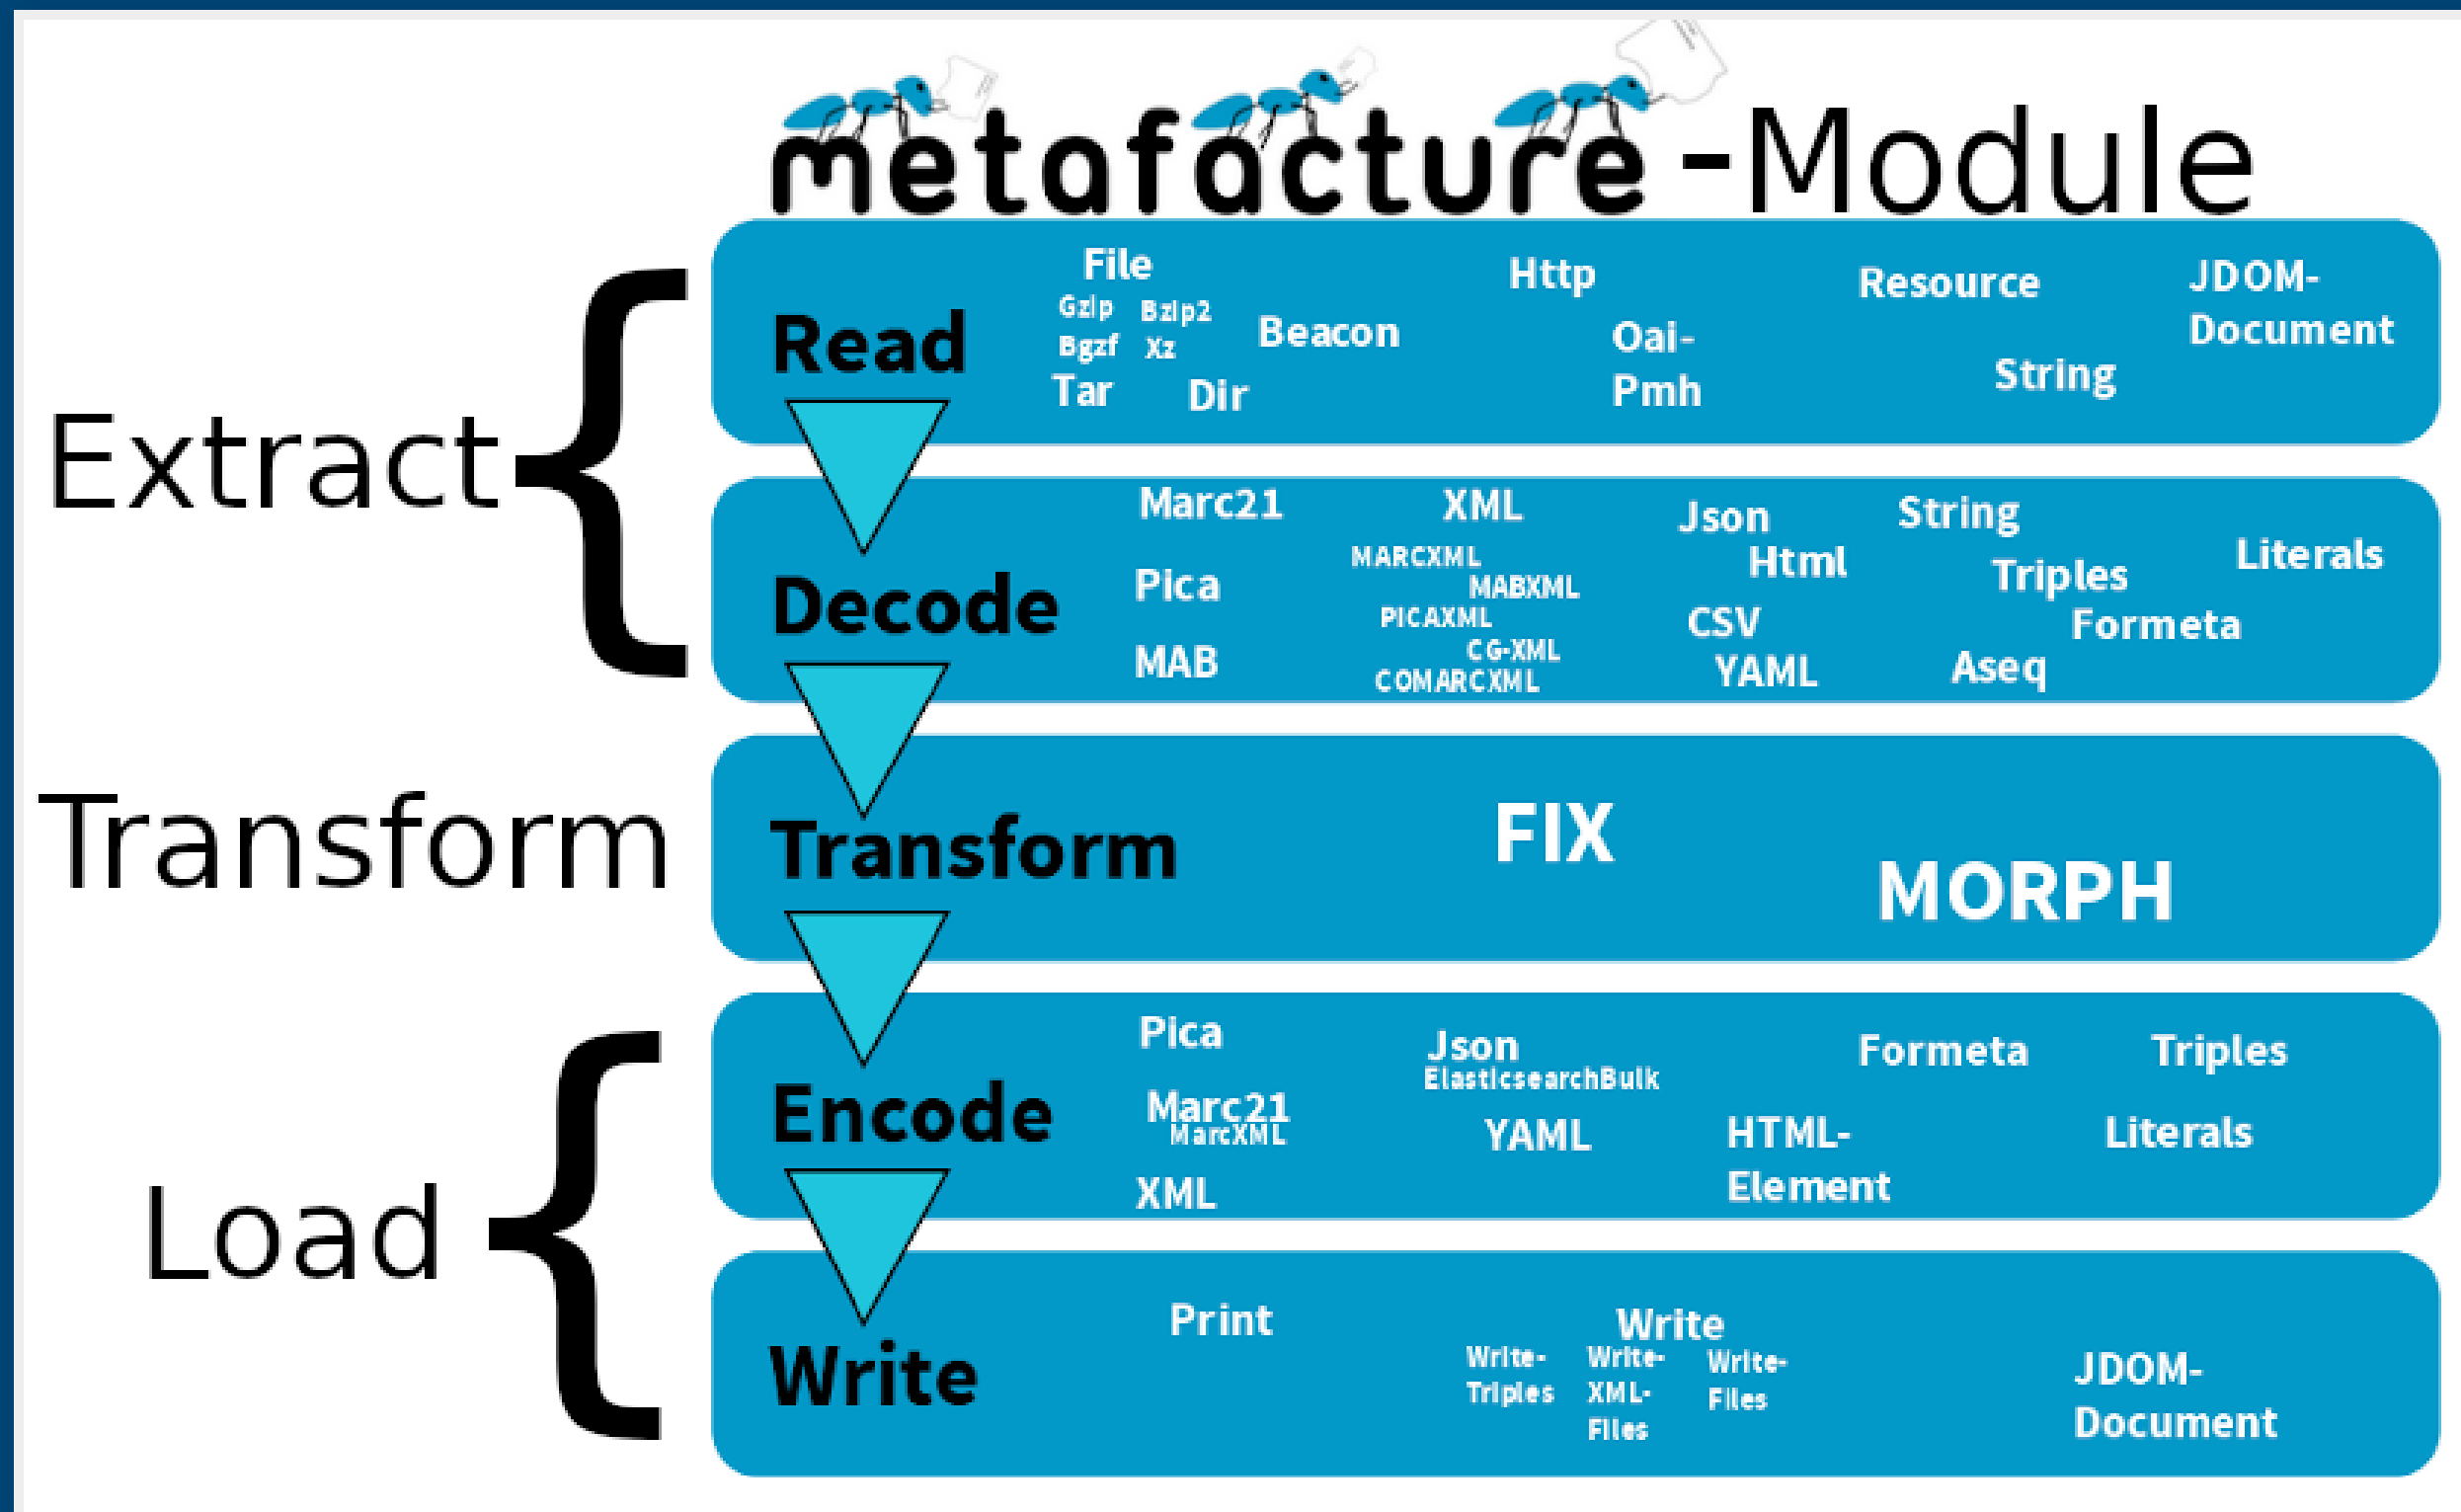 metafacture -Module
Extract
Read
File
Gzip Bzip2
Bgzf Xz
Tar Dir
Beacon
Http
Oai-
Pmh
Resource
String
JDOM-
Document
Decode
Marc21
Pica
MAB
XML
MARCXML
MABXML
PICAXML
CG-XML
COMARCXML
Json
Html
CSV
YAML
String
Triples
Literals
Formeta
Aseq
Transform
Transform
FIX
MORPH
Load
Encode
Pica
Marc21
MarcXML
XML
Json
ElasticsearchBulk
YAML
HTML-
Element
Formeta
Triples
Literals
Write
Print
Write
Write-
Triples
Write-
XML-
Files
Write-
Files
JDOM-
Document